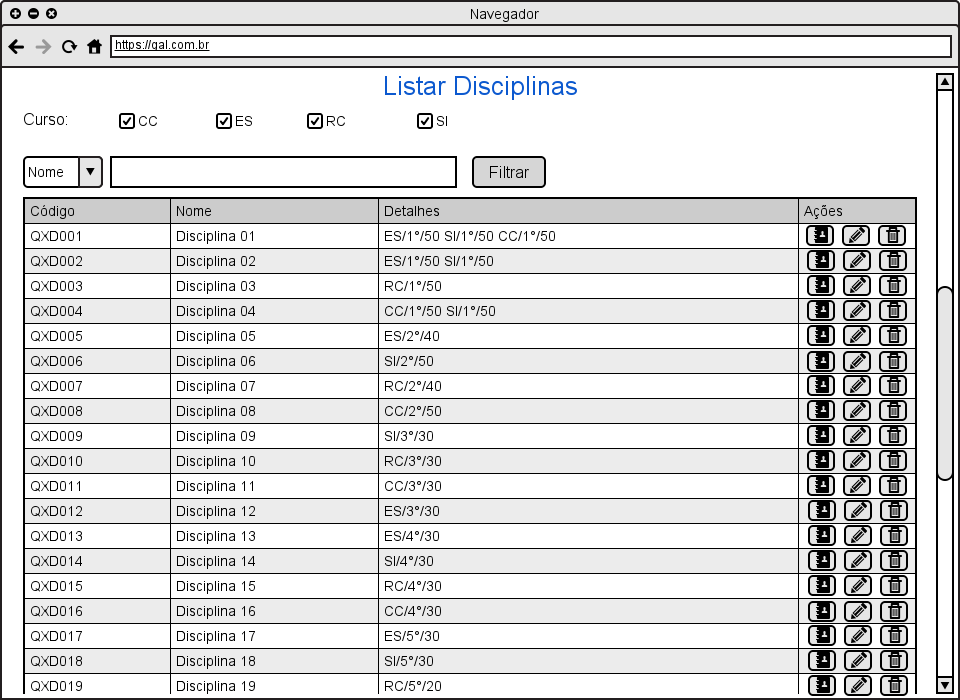 Navegador
https://gal.com.br
Listar Disciplinas
Curso: CC ES RC SI
Nome Filtrar
Código Nome Detalhes Ações
QXD001 Disciplina 01 ES/1°/50 SI/1°/50 CC/1°/50
QXD002 Disciplina 02 ES/1°/50 SI/1°/50
QXD003 Disciplina 03 RC/1°/50
QXD004 Disciplina 04 CC/1°/50 SI/1°/50
QXD005 Disciplina 05 ES/2°/40
QXD006 Disciplina 06 SI/2°/50
QXD007 Disciplina 07 RC/2°/40
QXD008 Disciplina 08 CC/2°/50
QXD009 Disciplina 09 SI/3°/30
QXD010 Disciplina 10 RC/3°/30
QXD011 Disciplina 11 CC/3°/30
QXD012 Disciplina 12 ES/3°/30
QXD013 Disciplina 13 ES/4°/30
QXD014 Disciplina 14 SI/4°/30
QXD015 Disciplina 15 RC/4°/30
QXD016 Disciplina 16 CC/4°/30
QXD017 Disciplina 17 ES/5°/30
QXD018 Disciplina 18 SI/5°/30
QXD019 Disciplina 19 RC/5°/20